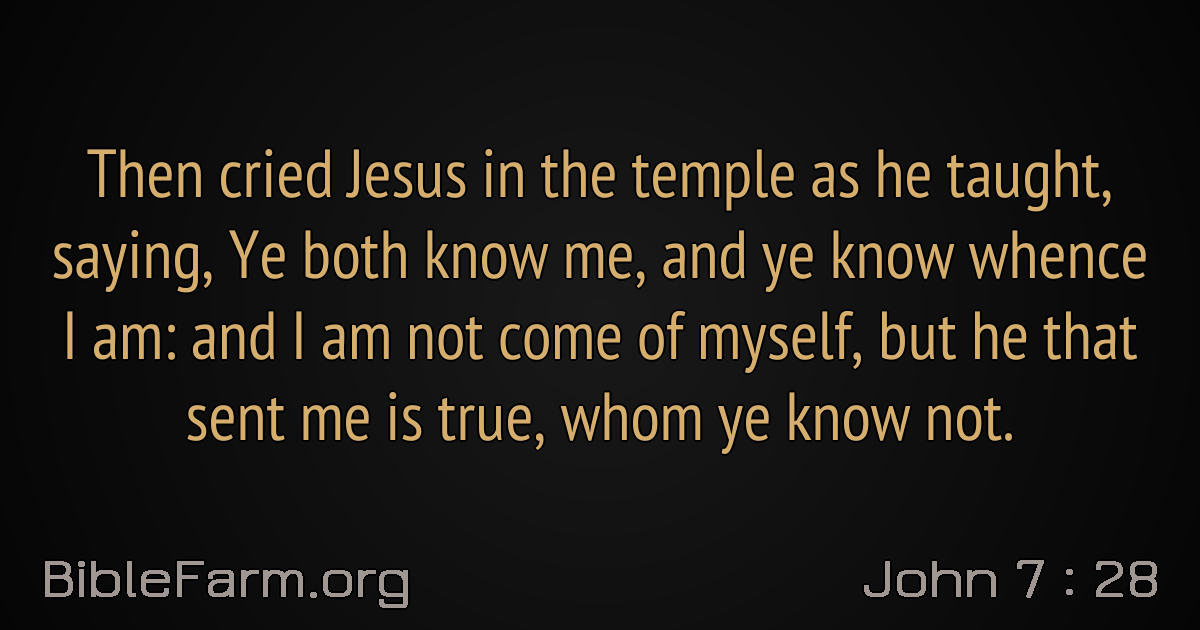 Then cried Jesus in the temple as he taught,
saying, Ye both know me, and ye know whence
I am: and I am not come of myself, but he that
sent me is true, whom ye know not.
BibleFarm.org
John 7 : 28